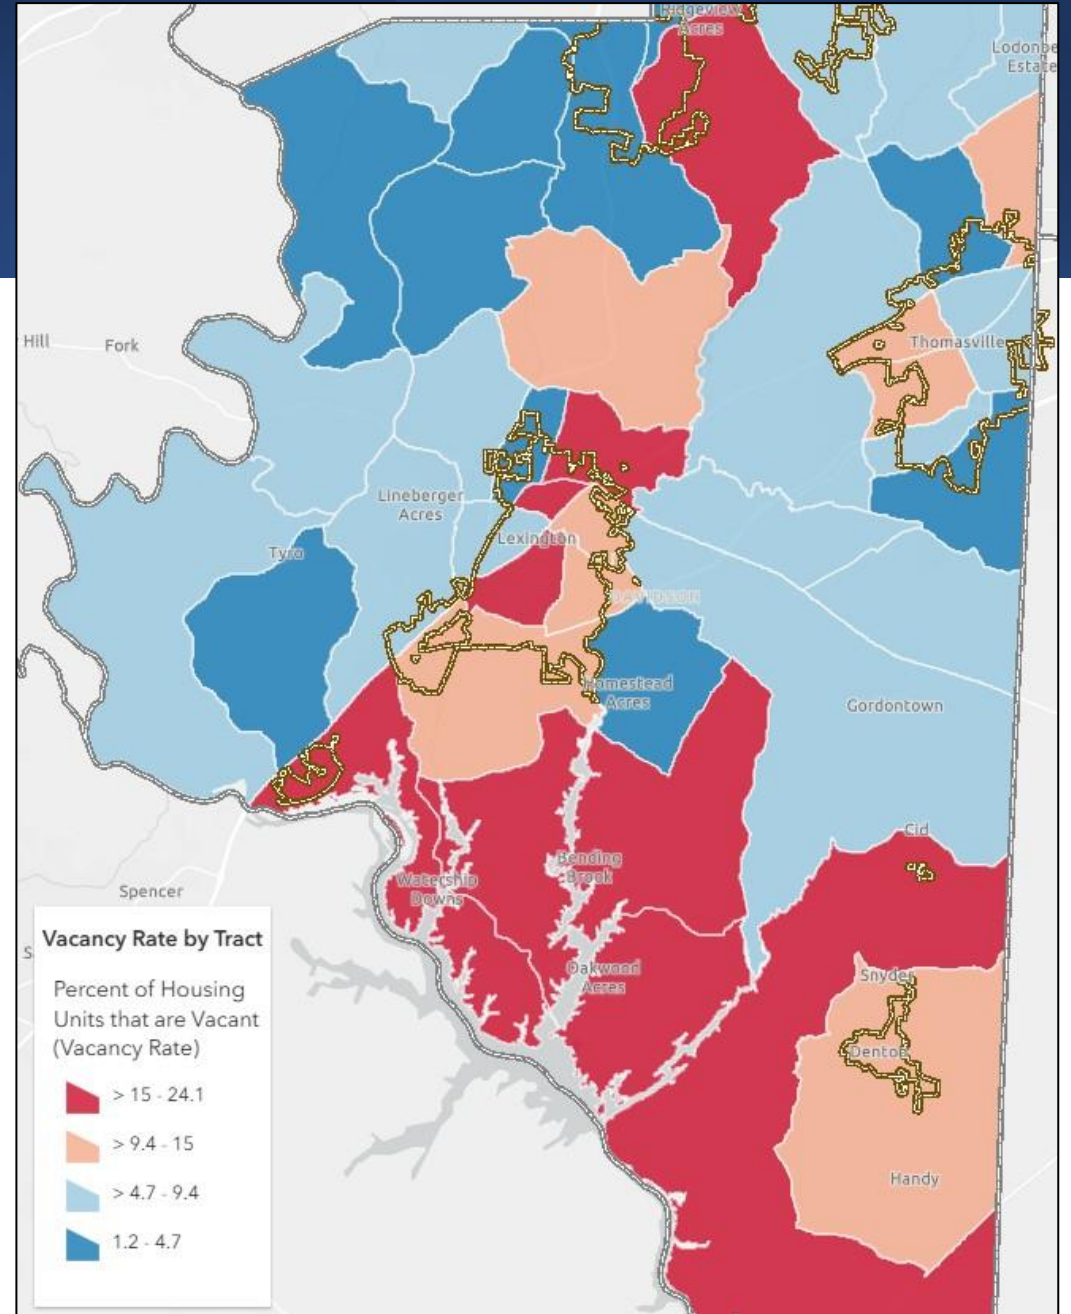 Ridgeview
Acres
Hill
Fork
Thomasville
Lineberger
Acres
Lexington
Tyro
DAVIDSON
Homestead
Acres
Gordontown
Cid
Spencer
Watership
Downs
Bending
Brook
Oakwood
Acres
Snyder
Denton
Handy
S
Vacancy Rate by Tract
Percent of Housing
Units that are Vacant
(Vacancy Rate)
> 15 - 24.1
> 9.4 - 15
> 4.7 - 9.4
1.2 - 4.7